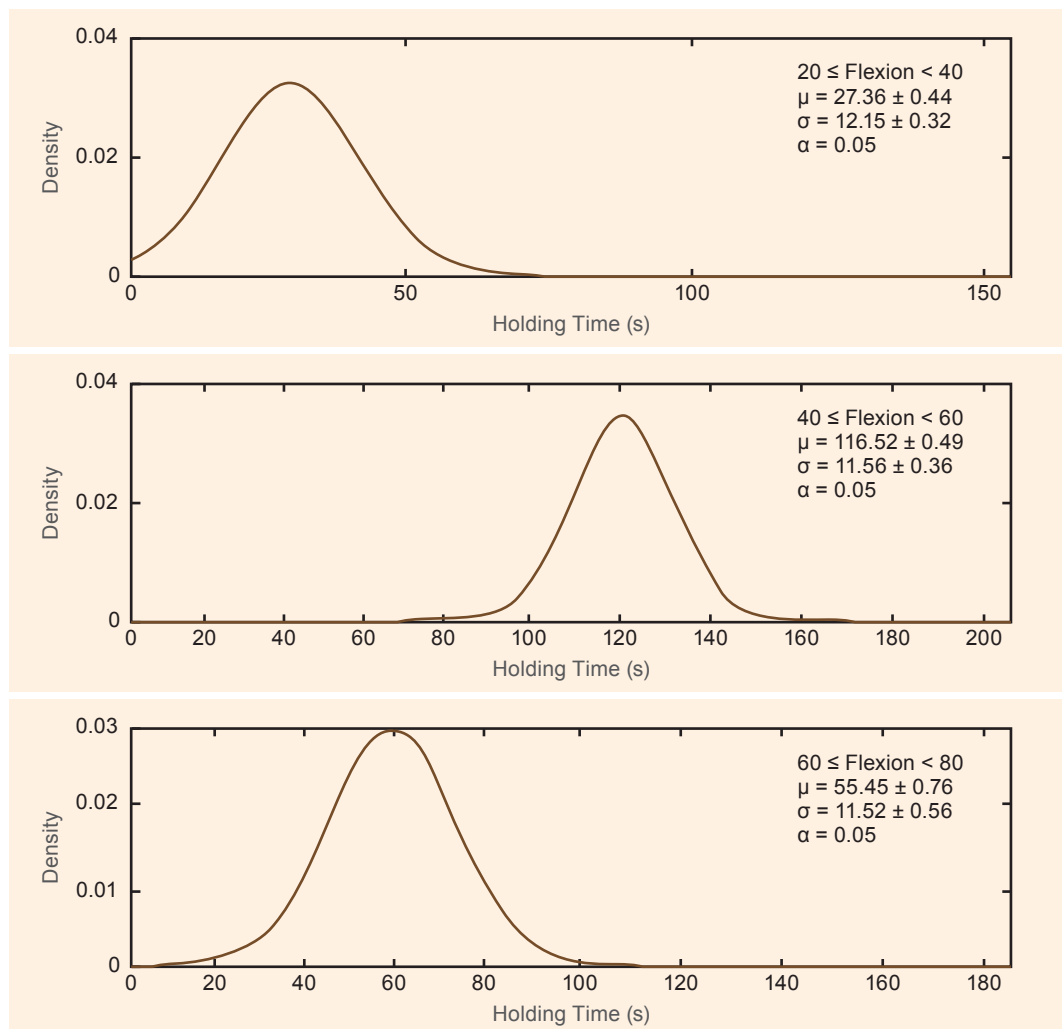 0.04
20 ≤ Flexion < 40
μ = 27.36 ± 0.44
σ = 12.15 ± 0.32
α = 0.05
0.02
Density
0
0 50 100 150
Holding Time (s)
0.04
40 ≤ Flexion < 60
μ = 116.52 ± 0.49
σ = 11.56 ± 0.36
α = 0.05
0.02
Density
0
0 20 40 60 80 100 120 140 160 180 200
Holding Time (s)
0.03
60 ≤ Flexion < 80
μ = 55.45 ± 0.76
σ = 11.52 ± 0.56
α = 0.05
0.02
Density
0.01
0
0 20 40 60 80 100 120 140 160 180
Holding Time (s)